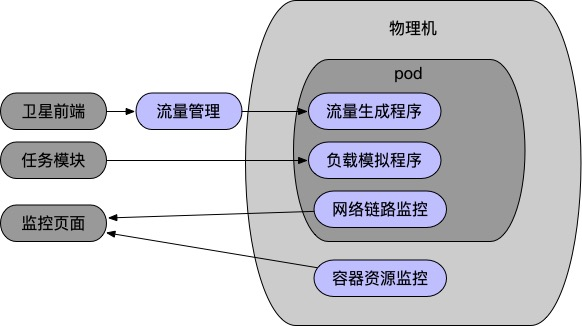 物理机
pod
卫星前端
流量管理
流量生成程序
任务模块
负载模拟程序
网络链路监控
监控页面
容器资源监控